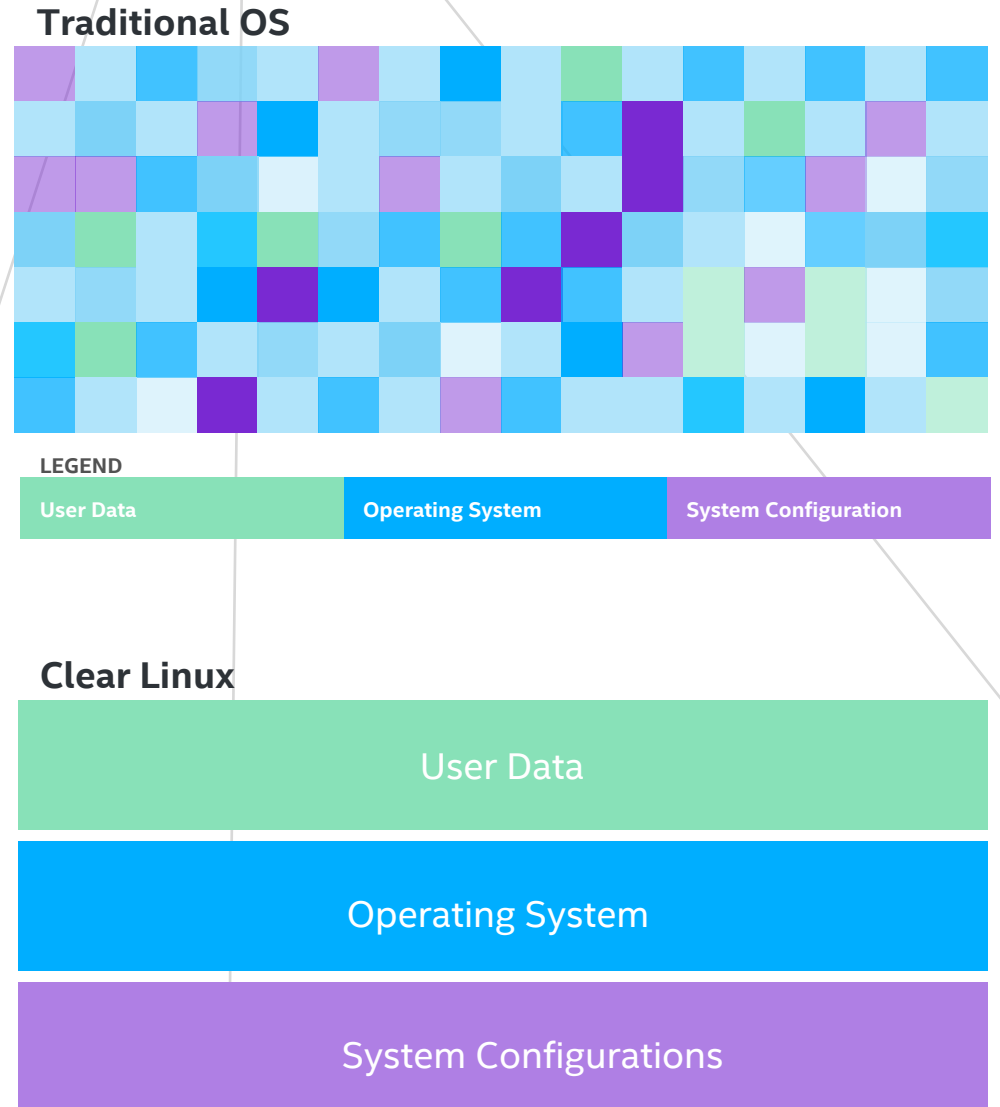 Traditional OS
LEGEND
User Data
Operating System
System Configuration
Clear Linux
User Data
Operating System
System Configurations